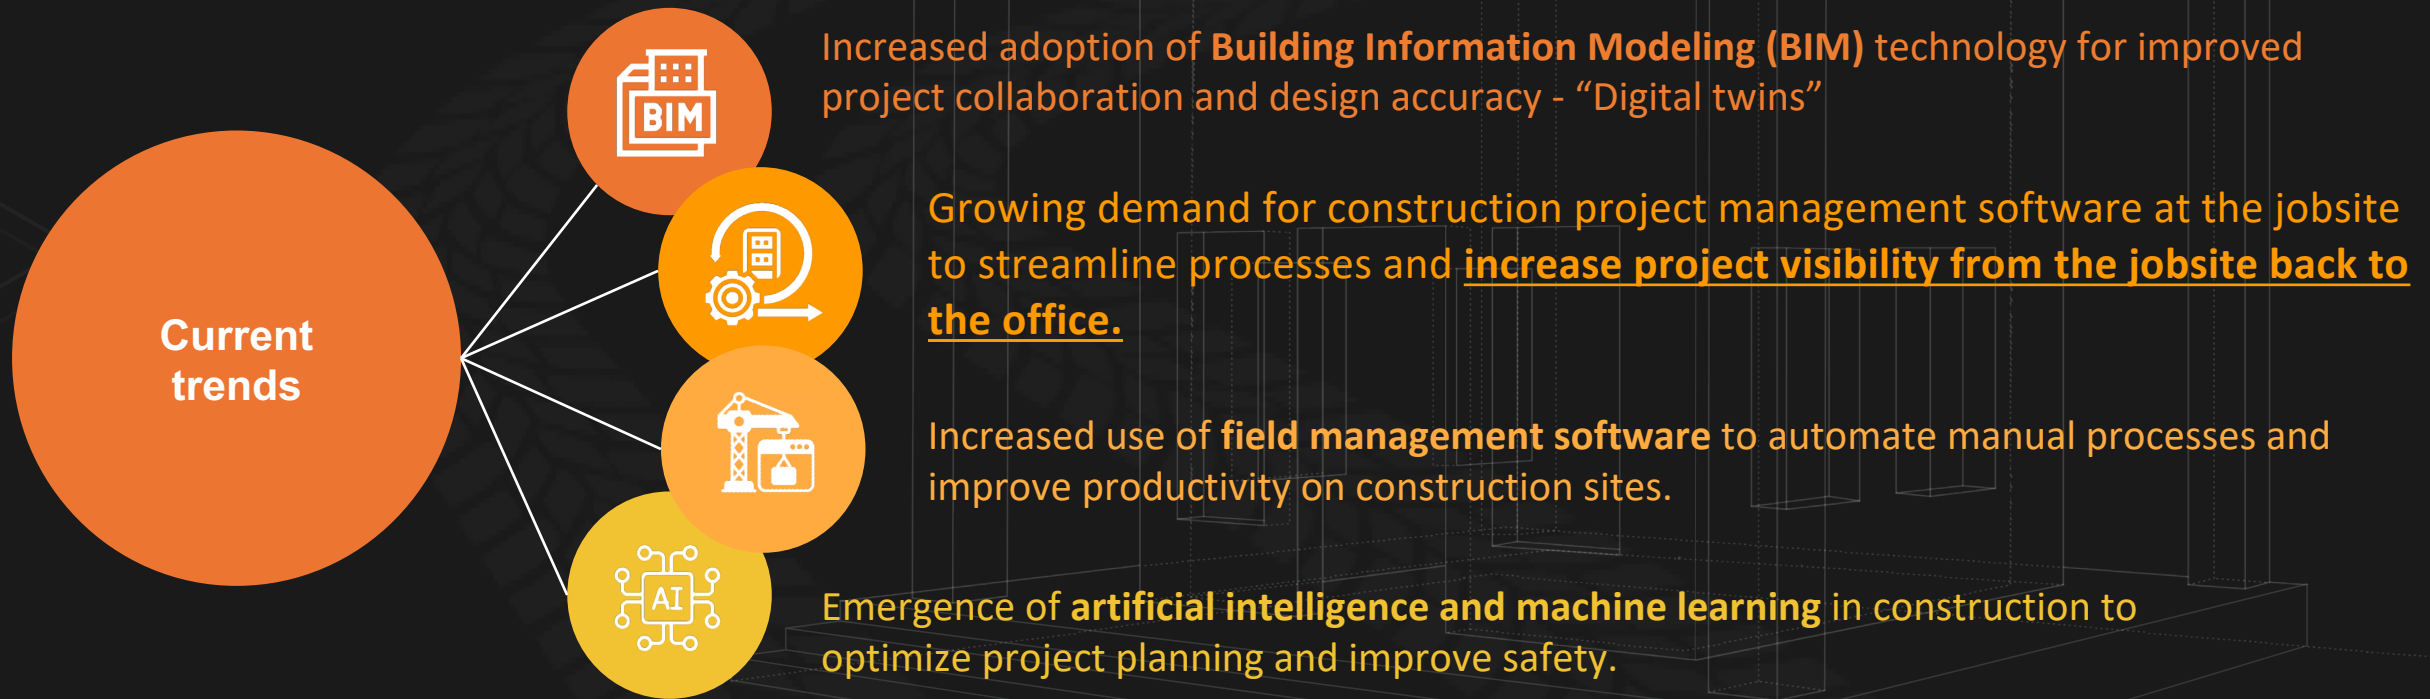 Current
trends
BIM
Increased adoption of Building Information Modeling (BIM) technology for improved
project collaboration and design accuracy - “Digital twins”
Growing demand for construction project management software at the jobsite
to streamline processes and increase project visibility from the jobsite back to
the office.
Increased use of field management software to automate manual processes and
improve productivity on construction sites.
AI
Emergence of artificial intelligence and machine learning in construction to
optimize project planning and improve safety.